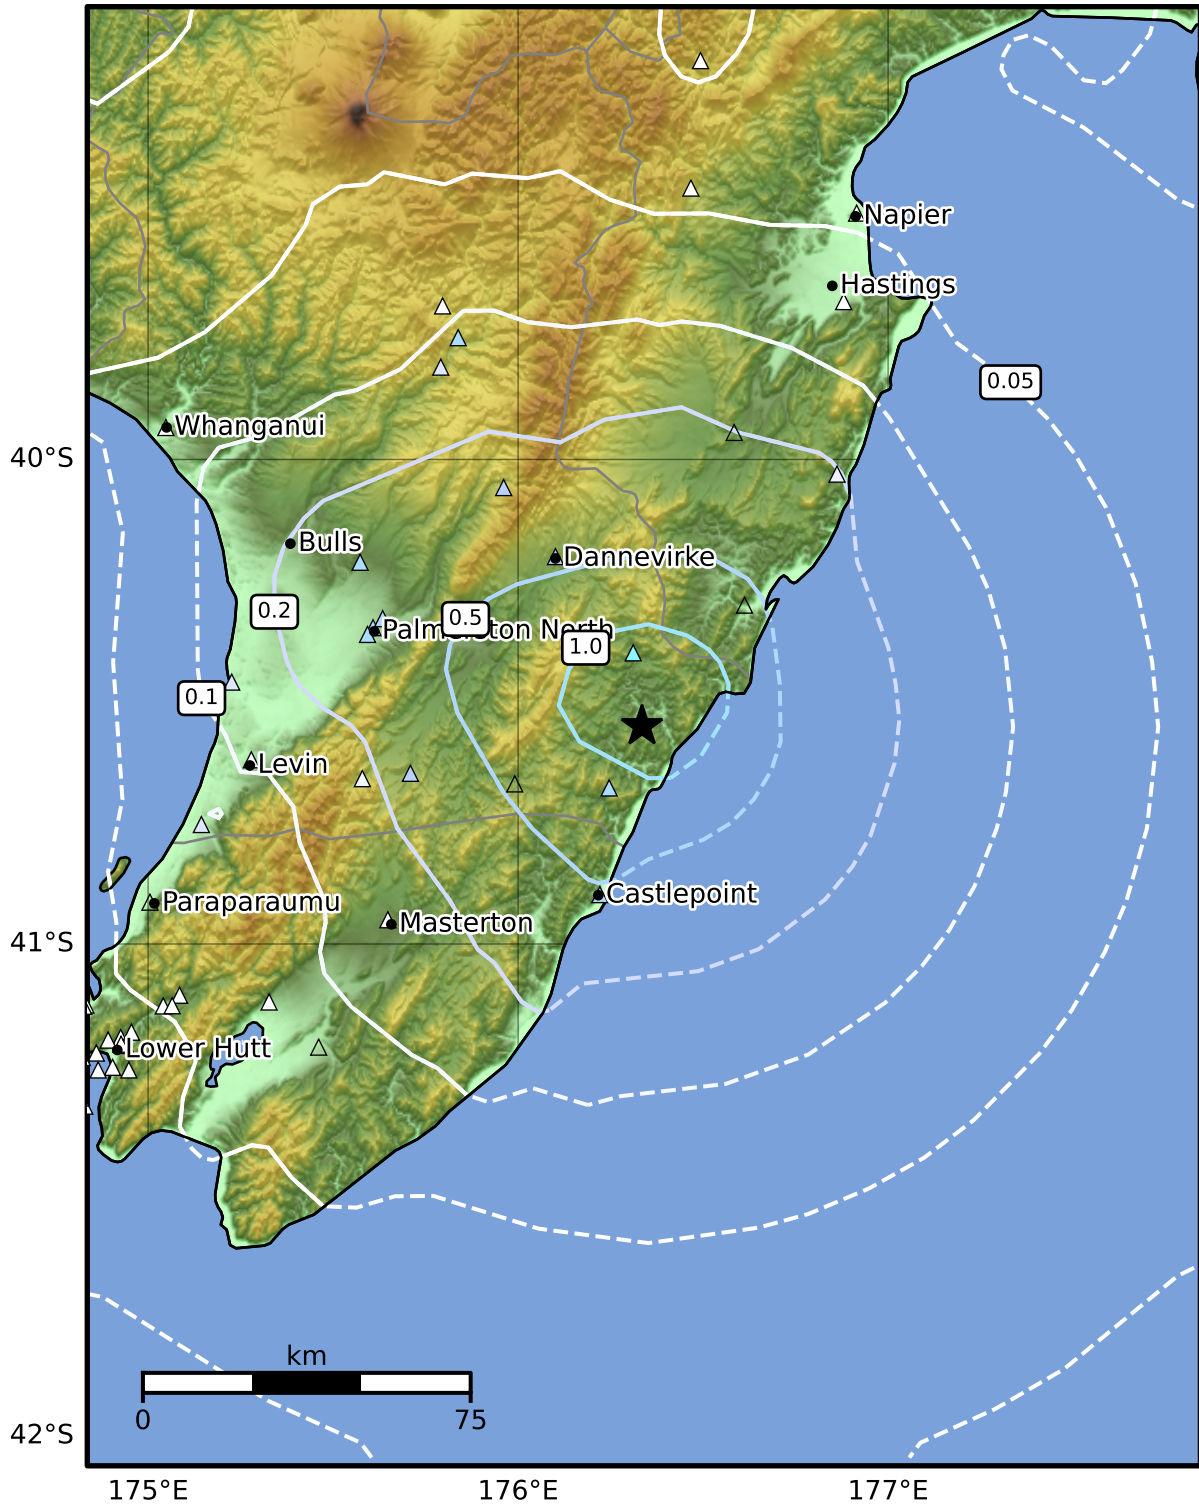 Napier
Hastings
0.05
Whanganui
40°S
Bulls
Dannevirke
0.2
0.5
Palmerston North
1.0
0.1
Levin
Castlepoint
Paraparaumu
Masterton
41°S
Lower Hutt
km
0
75
42°S
175°E
176°E
177°E